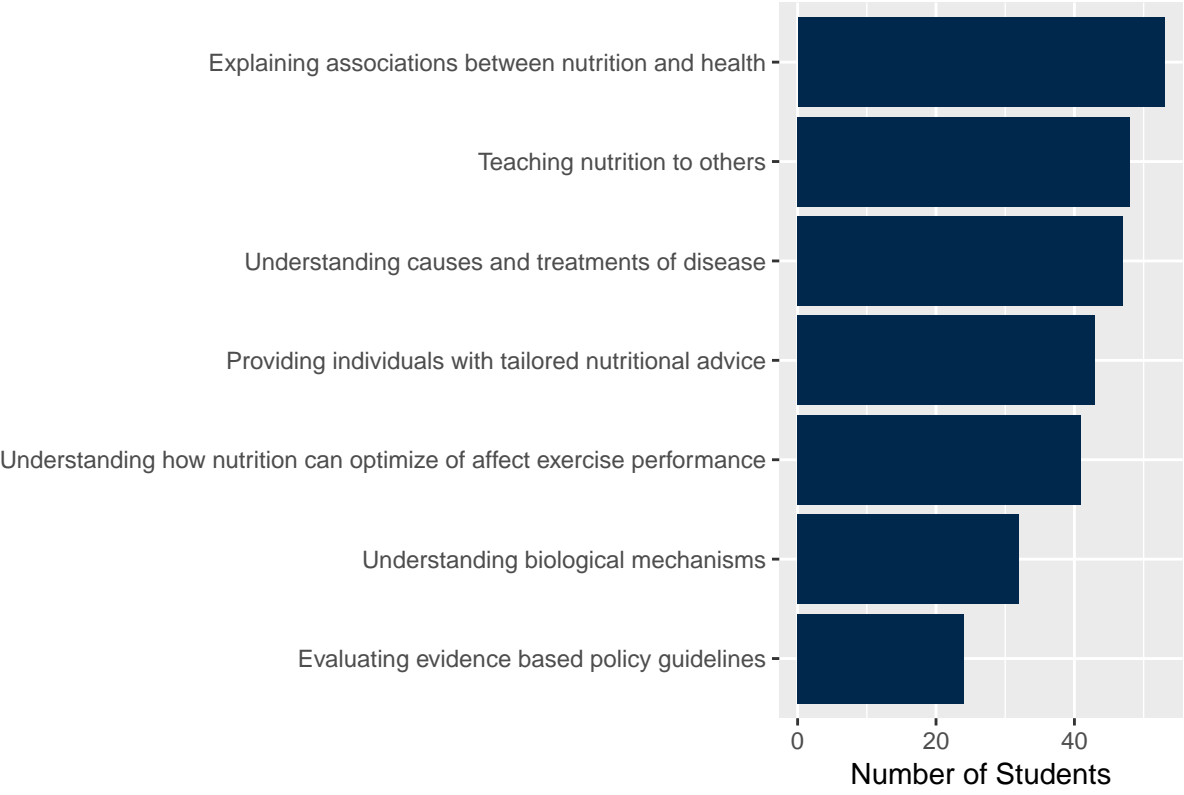 Explaining associations between nutrition and health
Teaching nutrition to others
Understanding causes and treatments of disease
Providing individuals with tailored nutritional advice
Understanding how nutrition can optimize of affect exercise performance
Understanding biological mechanisms
Evaluating evidence based policy guidelines
0 20 40
Number of Students